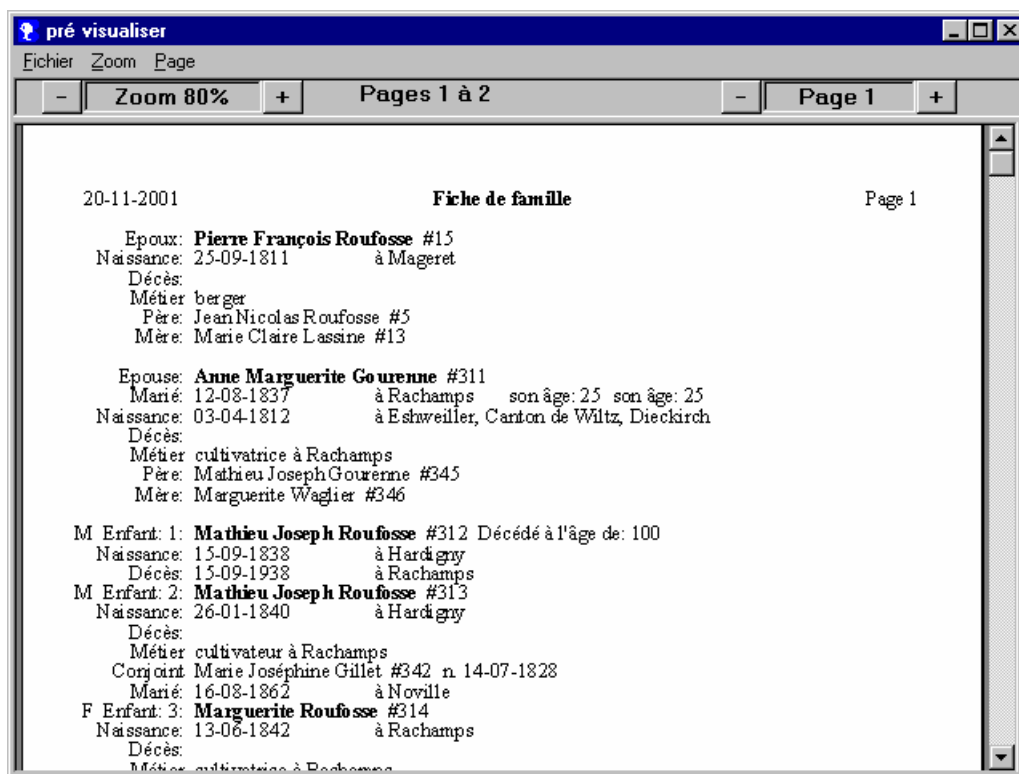 pré visualiser
Fichier Zoom Page
- Zoom 80% + Pages 1 à 2 - Page 1 +
20-11-2001 Fiche de famille Page 1
Epoux: Pierre François Roufosse #15
Naissance: 25-09-1811 à Mageret
Décès:
Métier berger
Père: Jean Nicolas Roufosse #5
Mère: Marie Claire Lassine #13
Epouse: Anne Marguerite Gourenne #311
Marié: 12-08-1837 à Rachamps son âge: 25 son âge: 25
Naissance: 03-04-1812 à Eshweiller, Canton de Wiltz, Dieckirch
Décès:
Métier cultivatrice à Rachamps
Père: Mathieu Joseph Gourenne #345
Mère: Marguerite Waglier #346
M Enfant: 1: Mathieu Joseph Roufosse #312 Décédé à l'âge de: 100
Naissance: 15-09-1838 à Hardigny
Décès: 15-09-1938 à Rachamps
M Enfant: 2: Mathieu Joseph Roufosse #313
Naissance: 26-01-1840 à Hardigny
Décès:
Métier cultivateur à Rachamps
Conjoint Marie Joséphine Gillet #342 n. 14-07-1828
Marié: 16-08-1862 à Noville
F Enfant: 3: Marguerite Roufosse #314
Naissance: 13-06-1842 à Rachamps
Décès:
Métier cultivatrice à Rachamps